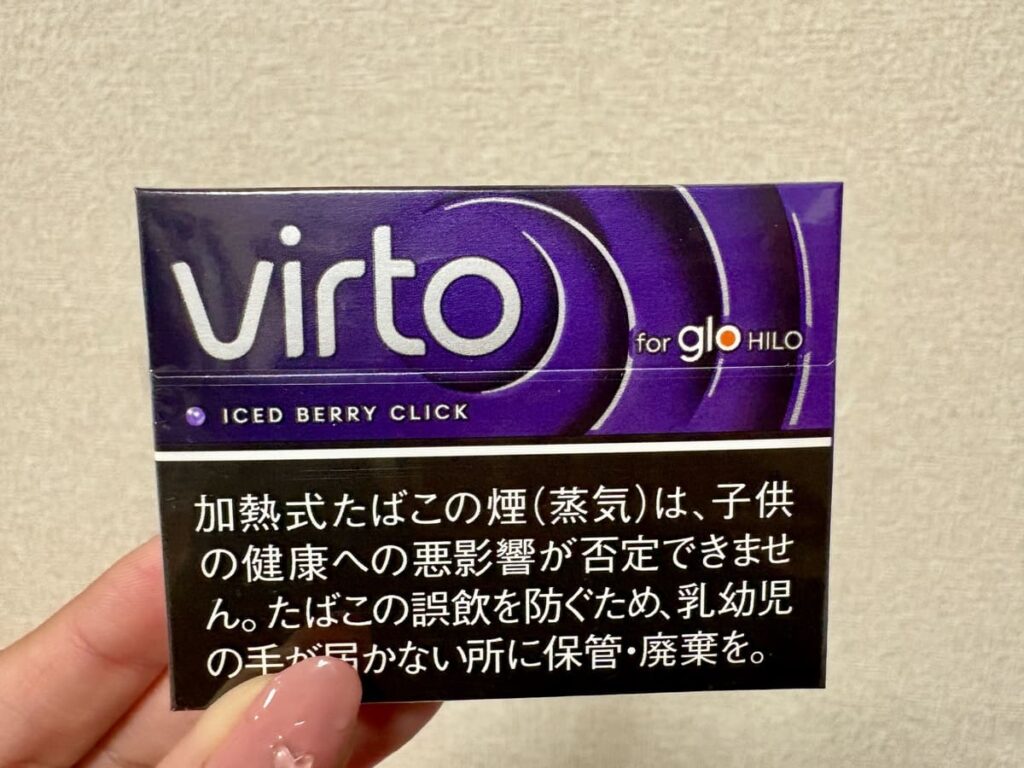 virto
for glo HILO
ICED BERRY CLICK
加熱式たばこの煙(蒸気)は、子供
の健康への悪影響が否定できませ
ん。たばこの誤飲を防ぐため、乳幼児
の手が届かない所に保管・廃棄を。